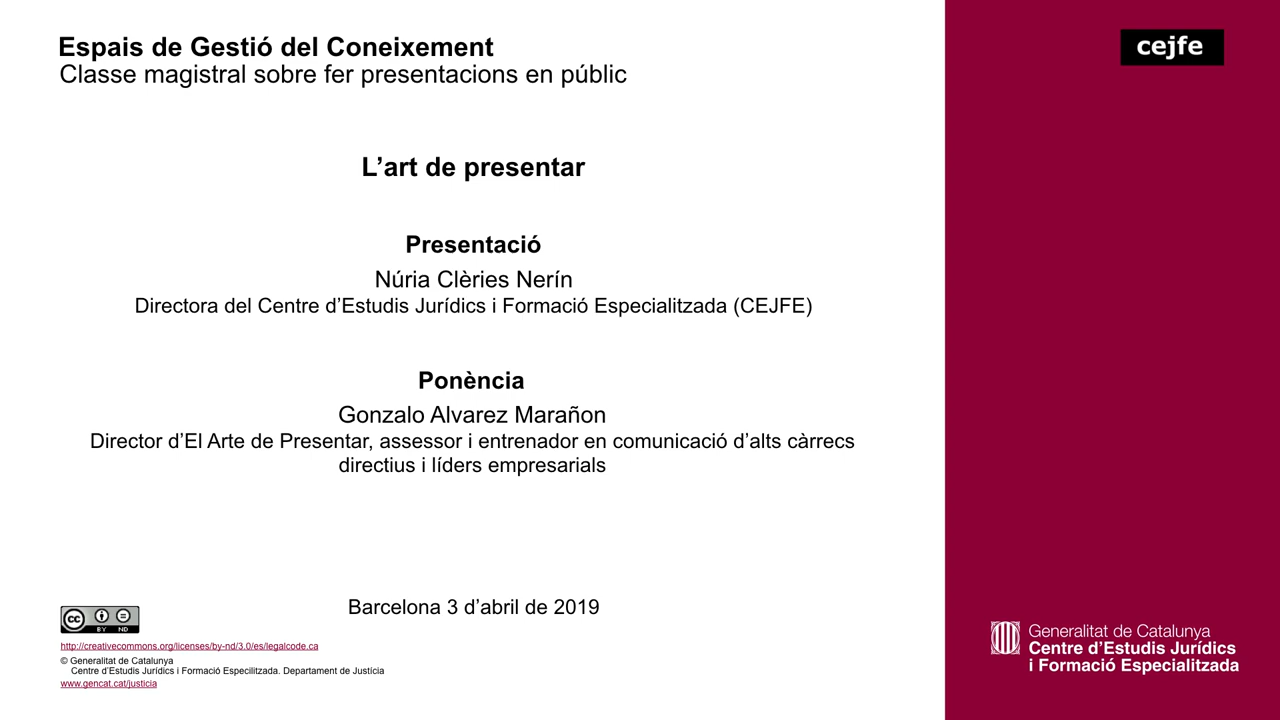 Espais de Gestió del Coneixement
Classe magistral sobre fer presentacions en públic
cejfe
L’art de presentar
Presentació
Núria Clèries Nerín
Directora del Centre d’Estudis Jurídics i Formació Especialitzada (CEJFE)
Ponència
Gonzalo Alvarez Marañon
Director d’El Arte de Presentar, assessor i entrenador en comunicació d’alts càrrecs
directius i líders empresarials
Barcelona 3 d’abril de 2019
cc BY ND
http://creativecommons.org/licenses/by-nd/3.0/es/legalcode.ca
© Generalitat de Catalunya
Centre d’Estudis Jurídics i Formació Especilitzada. Departament de Justícia
www.gencat.cat/justicia
Generalitat de Catalunya
Centre d’Estudis Jurídics
i Formació Especialitzada